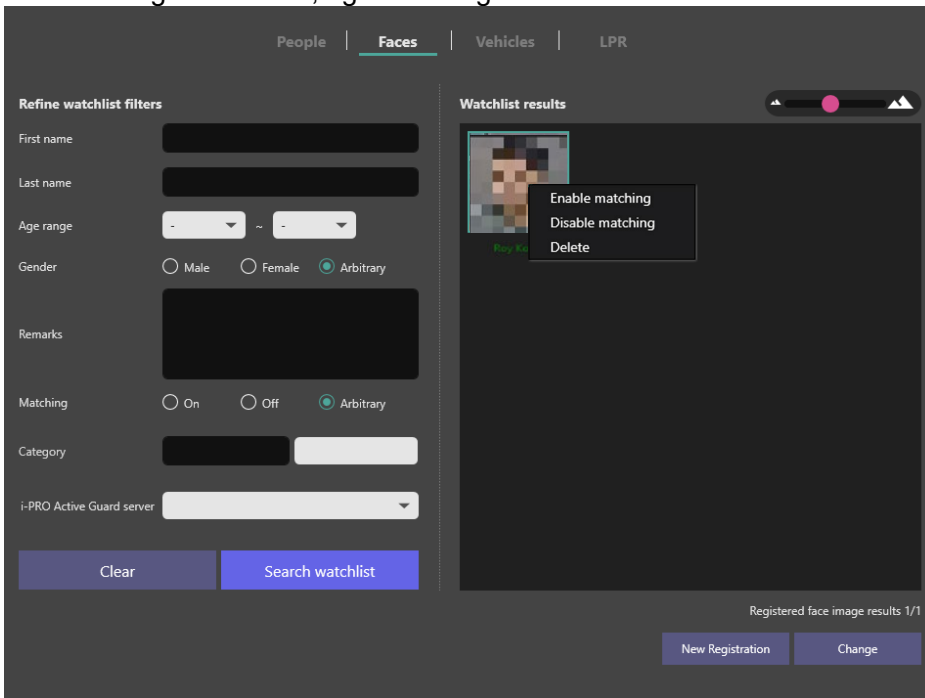 People Faces Vehicles LPR
Refine watchlist filters
First name
Last name
Age range - ~ -
Gender Male Female Arbitrary
Remarks
Matching On Off Arbitrary
Category
i-PRO Active Guard server
Clear Search watchlist
Watchlist results
Enable matching
Disable matching
Delete
Roy
Registered face image results 1/1
New Registration Change